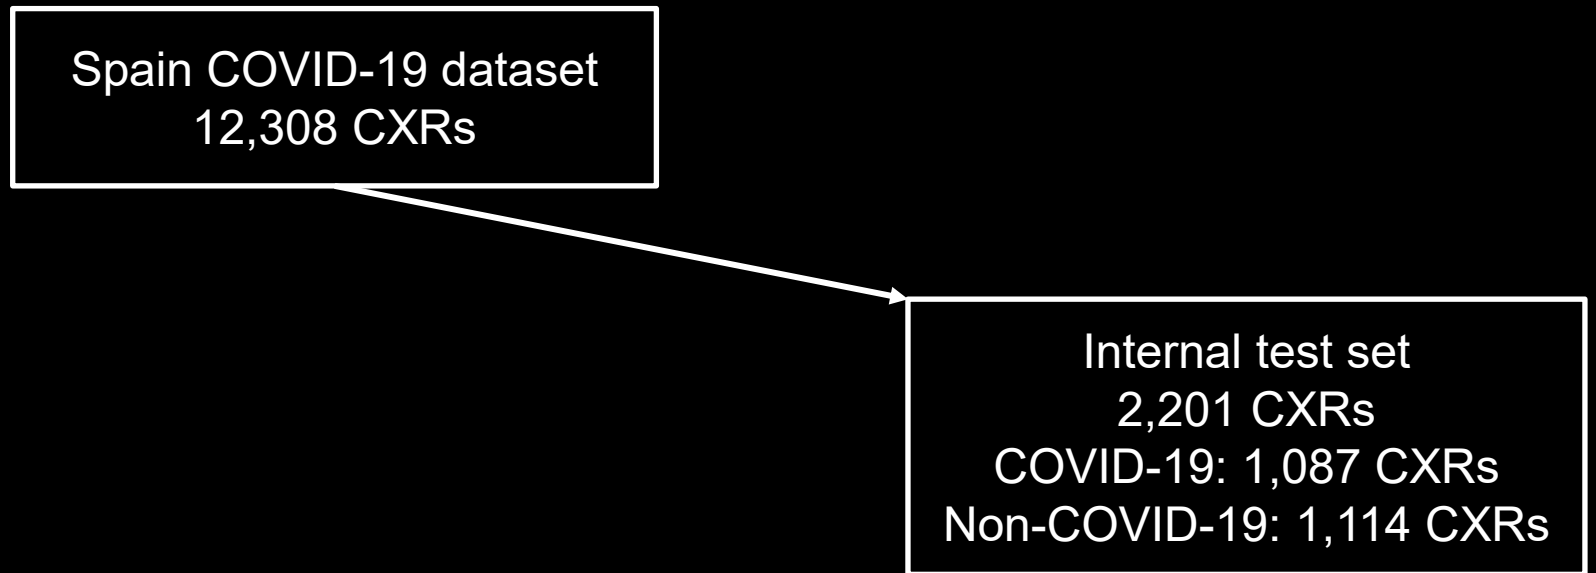 Spain COVID-19 dataset
12,308 CXRs
Internal test set
2,201 CXRs
COVID-19: 1,087 CXRs
Non-COVID-19: 1,114 CXRs